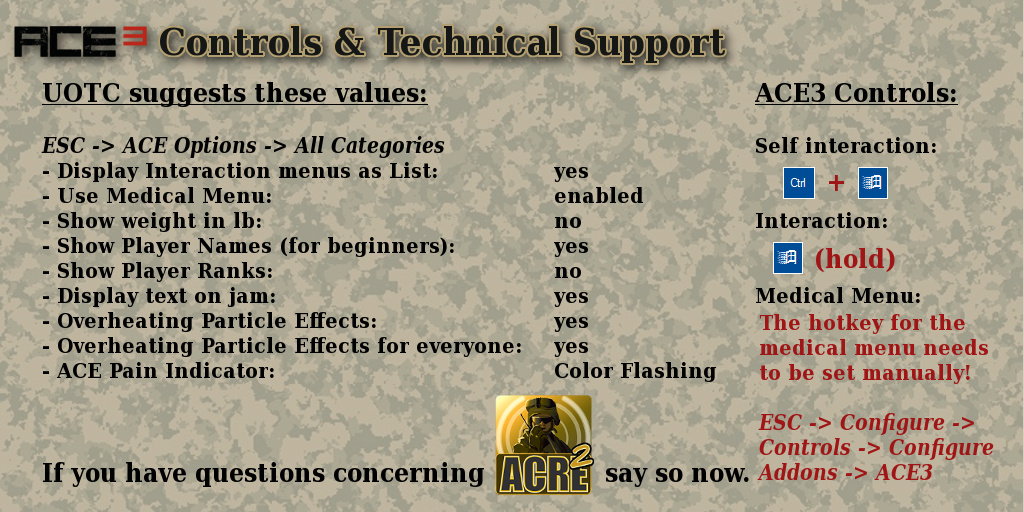 ACE3 Controls & Technical Support
UOTC suggests these values:
ESC -> ACE Options -> All Categories
- Display Interaction menus as List: yes
- Use Medical Menu: enabled
- Show weight in lb: no
- Show Player Names (for beginners): yes
- Show Player Ranks: no
- Display text on jam: yes
- Overheating Particle Effects: yes
- Overheating Particle Effects for everyone: yes
- ACE Pain Indicator: Color Flashing
If you have questions concerning ACRE2 say so now.
ACE3 Controls:
Self interaction:
Ctrl +
Interaction:
(hold)
Medical Menu:
The hotkey for the
medical menu needs
to be set manually!
ESC -> Configure ->
Controls -> Configure
Addons -> ACE3